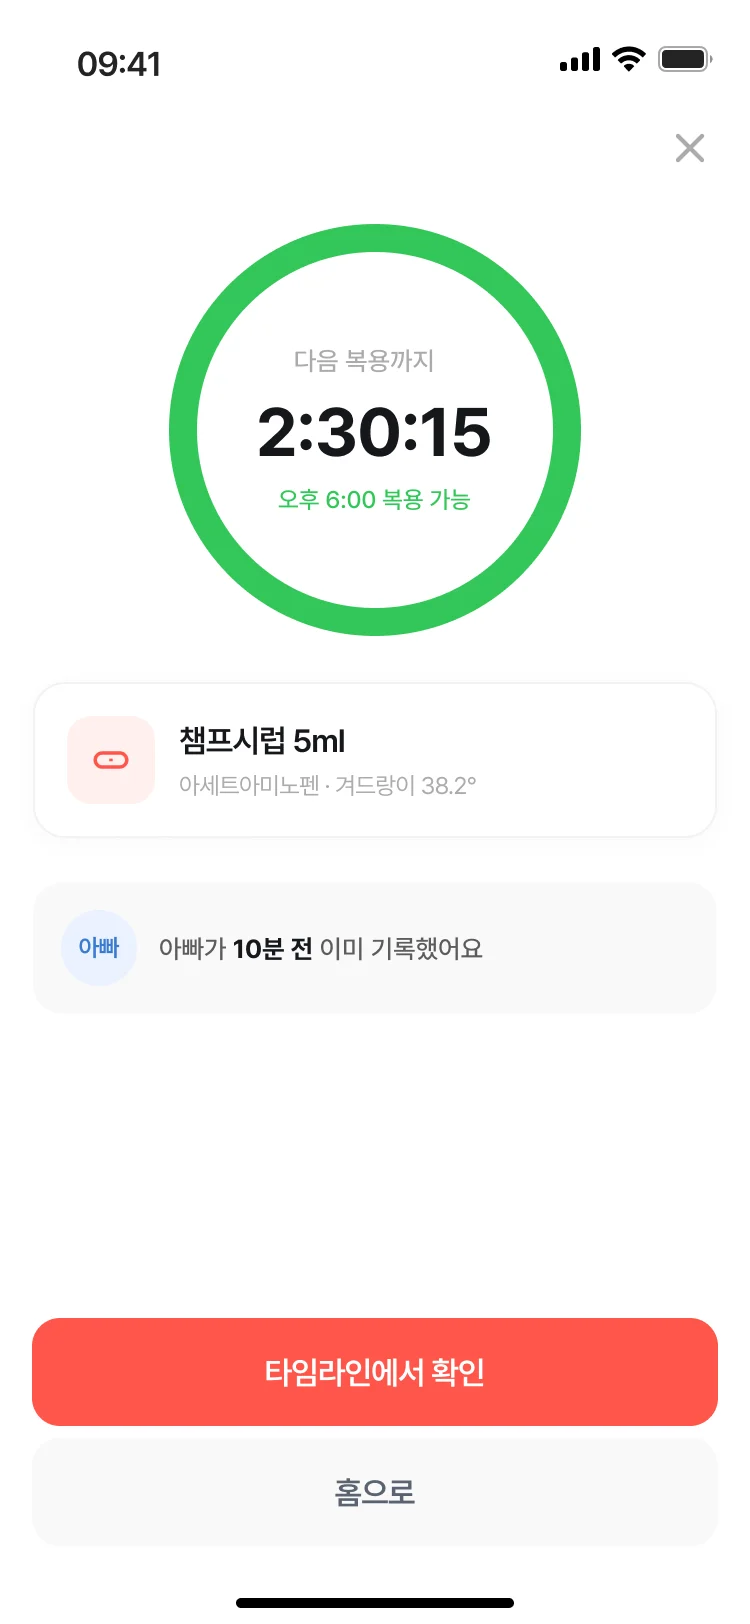 09:41
다음 복용까지
2:30:15
오후 6:00 복용 가능
챔프시럽 5ml
아세트아미노펜 · 겨드랑이 38.2°
아빠
아빠가 10분 전 이미 기록했어요
타임라인에서 확인
홈으로